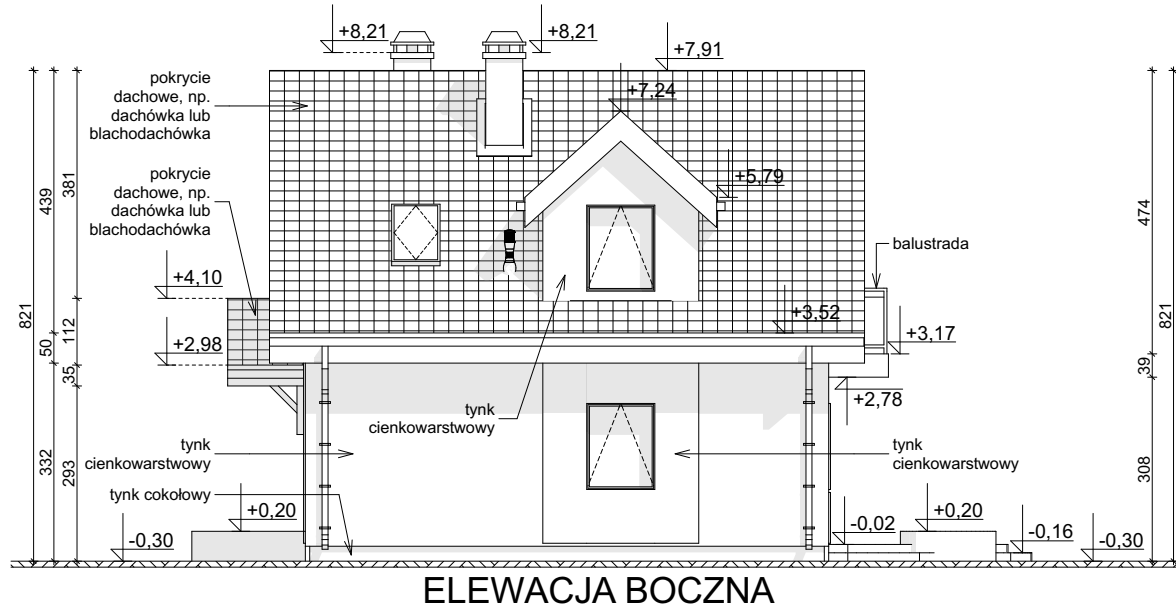 +8,21
+8,21
+7,91
pokrycie
dachowe, np.
dachówka lub
blachodachówka
+7,24
pokrycie
dachowe, np.
dachówka lub
blachodachówka
+5,79
439
381
474
balustrada
+4,10
821
112
+3,52
821
50
+2,98
+3,17
35
39
+2,78
tynk
cienkowarstwowy
tynk
cienkowarstwowy
tynk
cienkowarstwowy
332
293
308
tynk cokołowy
+0,20
-0,02
+0,20
-0,16
-0,30
-0,30
ELEWACJA BOCZNA